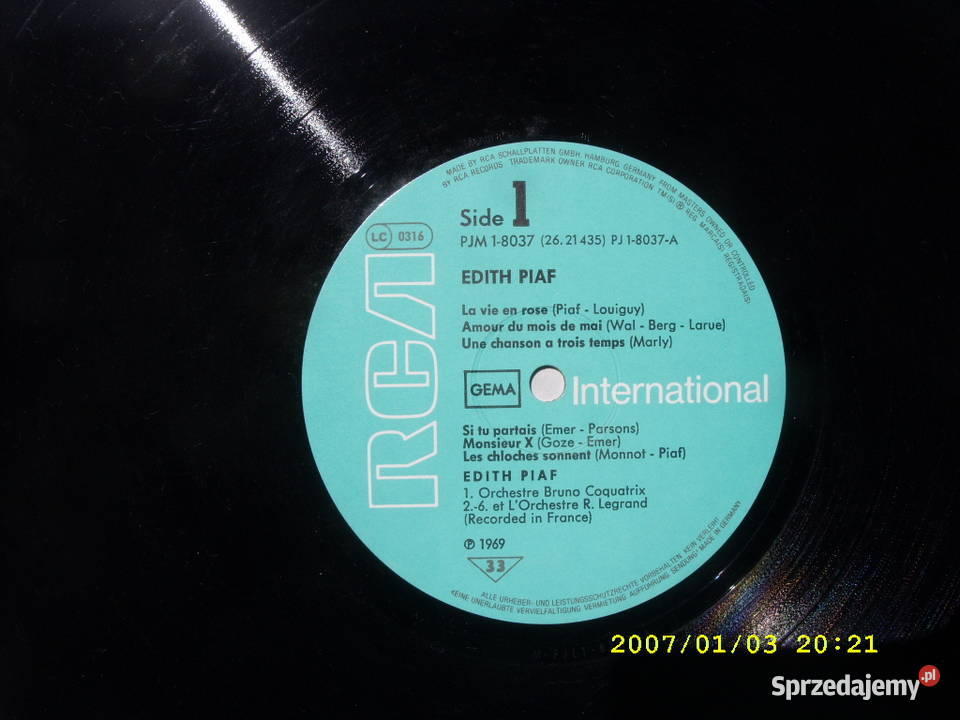 MADE BY RCA SCHALLPLATTEN GMBH. HAMBURG, GERMANY FROM MASTERS OWNED OR CONTROLLED
BY RCA RECORDS TRADEMARK OWNER RCA CORPORATION TM(S) ® REG. MARCA(S) REGISTRADA(S)
Side 1
LC 0316
PJM 1-8037 (26.21435) PJ 1-8037-A
EDITH PIAF
La vie en rose (Piaf - Louiguy)
Amour du mois de mai (Wal - Berg - Larue)
Une chanson a trois temps (Marly)
RCA
GEMA
International
Si tu partais (Emer - Parsons)
Monsieur X (Goze - Emer)
Les chloches sonnent (Monnot - Piaf)
EDITH PIAF
1. Orchestre Bruno Coquatrix
2.-6. et L'Orchestre R. Legrand
(Recorded in France)
℗ 1969
33
ALLE URHEBER- UND LEISTUNGSSCHUTZRECHTE VORBEHALTEN. KEIN VERLEIH!
KEINE UNERLAUBTE VERVIELFÄLTIGUNG, VERMIETUNG, AUFFÜHRUNG, SENDUNG! MADE IN GERMANY
2007/01/03 20:21
Sprzedajemy.pl